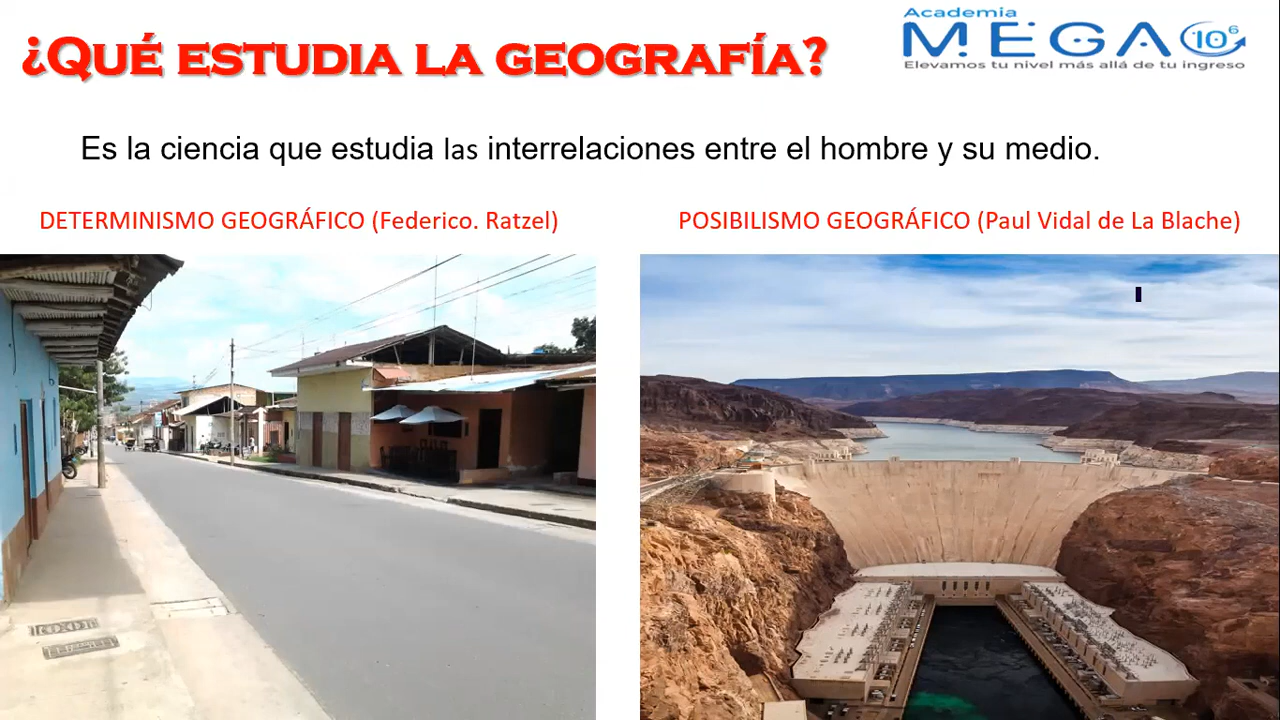 ¿QUÉ ESTUDIA LA GEOGRAFÍA?
Academia
MEGA 10⁶
Elevamos tu nivel más allá de tu ingreso
Es la ciencia que estudia las interrelaciones entre el hombre y su medio.
DETERMINISMO GEOGRÁFICO (Federico. Ratzel)
POSIBILISMO GEOGRÁFICO (Paul Vidal de La Blache)